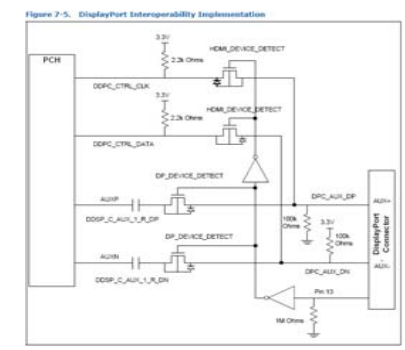 Figure 7-5. DisplayPort Interoperability Implementation
3.3V
HDMI_DEVICE_DETECT
PCH
2.2k Ohms
DDPC_CTRL_CLK
3.3V
HDMI_DEVICE_DETECT
2.2k Ohms
DDPC_CTRL_DATA
DP_DEVICE_DETECT
AUXP
DPC_AUX_DP
AUX+
DDSP_C_AUX_1_R_DP
100k
Ohms
3.3V
DP_DEVICE_DETECT
100k
Ohms
DisplayPort
Connector
AUXN
AUX-
DDSP_C_AUX_1_R_DN
DPC_AUX_DN
Pin 13
1M Ohms